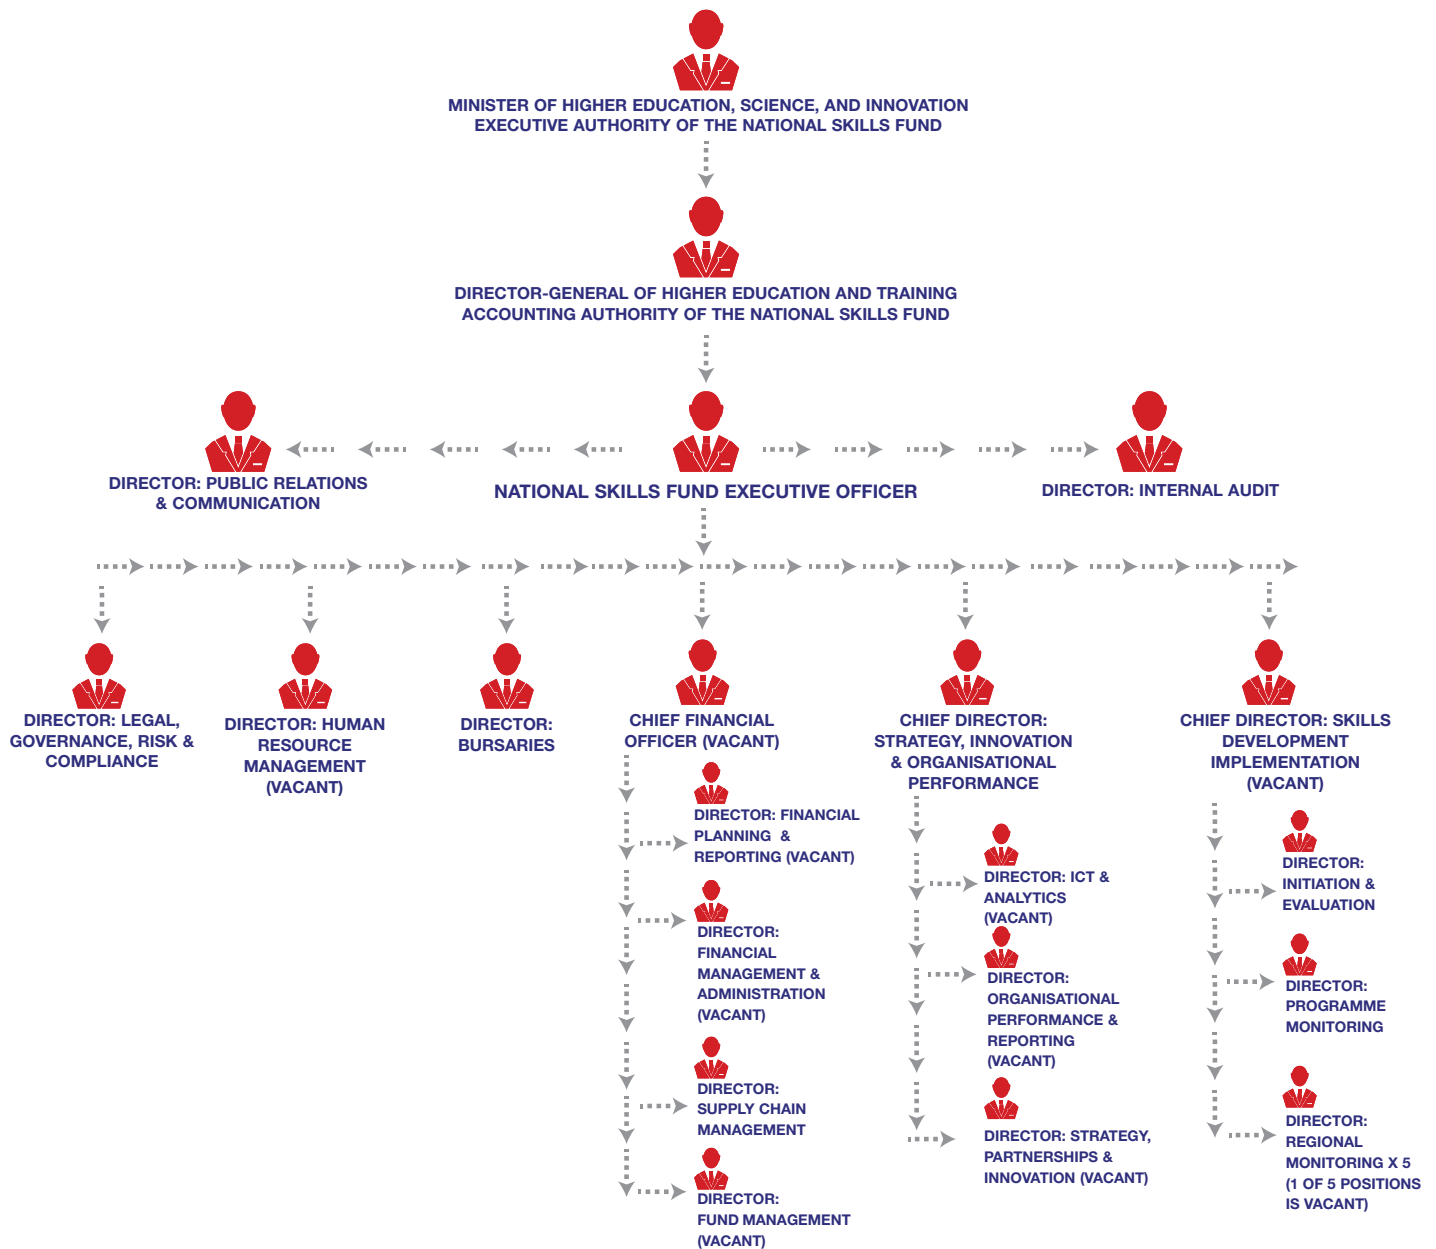 MINISTER OF HIGHER EDUCATION, SCIENCE, AND INNOVATION
EXECUTIVE AUTHORITY OF THE NATIONAL SKILLS FUND
DIRECTOR-GENERAL OF HIGHER EDUCATION AND TRAINING
ACCOUNTING AUTHORITY OF THE NATIONAL SKILLS FUND
DIRECTOR: PUBLIC RELATIONS
& COMMUNICATION
NATIONAL SKILLS FUND EXECUTIVE OFFICER
DIRECTOR: INTERNAL AUDIT
DIRECTOR: LEGAL,
GOVERNANCE, RISK &
COMPLIANCE
DIRECTOR: HUMAN
RESOURCE
MANAGEMENT
(VACANT)
DIRECTOR:
BURSARIES
CHIEF FINANCIAL
OFFICER (VACANT)
DIRECTOR: FINANCIAL
PLANNING &
REPORTING (VACANT)
DIRECTOR:
FINANCIAL
MANAGEMENT &
ADMINISTRATION
(VACANT)
DIRECTOR:
SUPPLY CHAIN
MANAGEMENT
DIRECTOR:
FUND MANAGEMENT
(VACANT)
CHIEF DIRECTOR:
STRATEGY, INNOVATION
& ORGANISATIONAL
PERFORMANCE
DIRECTOR: ICT &
ANALYTICS
(VACANT)
DIRECTOR:
ORGANISATIONAL
PERFORMANCE &
REPORTING
(VACANT)
DIRECTOR: STRATEGY,
PARTNERSHIPS &
INNOVATION (VACANT)
CHIEF DIRECTOR: SKILLS
DEVELOPMENT
IMPLEMENTATION
(VACANT)
DIRECTOR:
INITIATION &
EVALUATION
DIRECTOR:
PROGRAMME
MONITORING
DIRECTOR:
REGIONAL
MONITORING X 5
(1 OF 5 POSITIONS
IS VACANT)